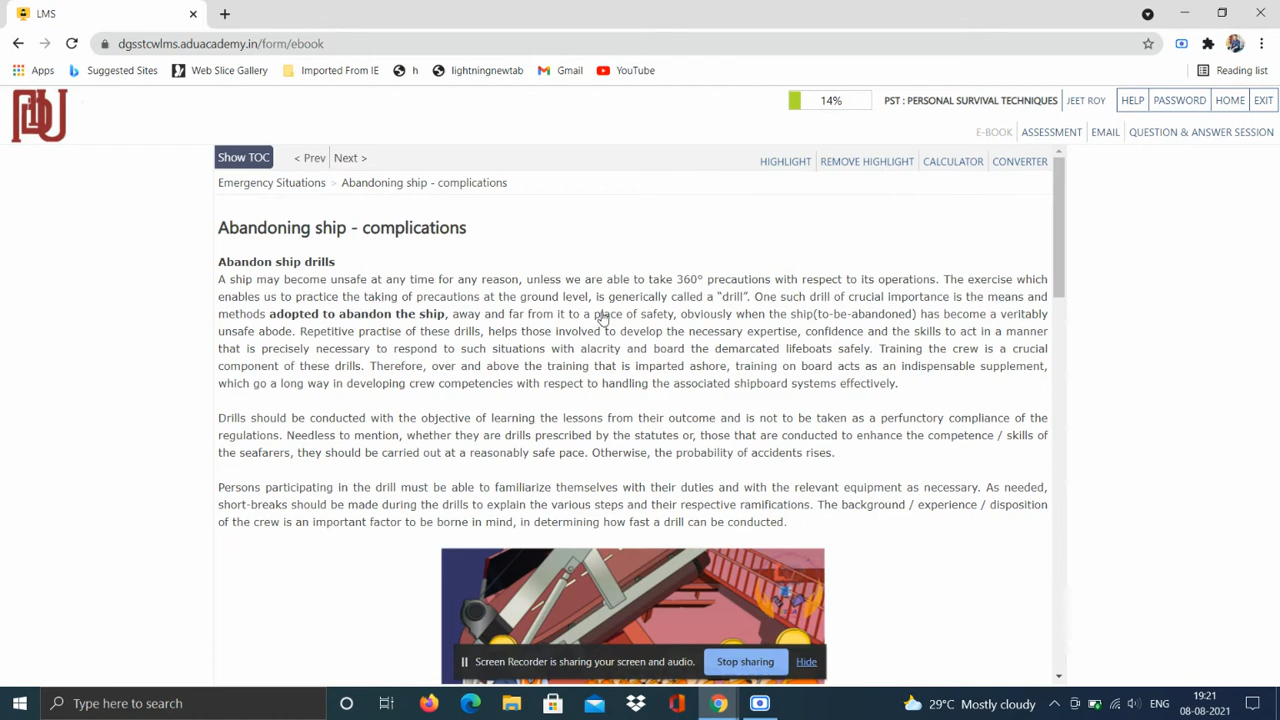 LMS
dgsstcwlms.aduacademy.in/form/ebook
Apps Suggested Sites Web Slice Gallery Imported From IE h lightningnewtab Gmail YouTube Reading list
14% PST : PERSONAL SURVIVAL TECHNIQUES JEET ROY HELP PASSWORD HOME EXIT
E-BOOK ASSESSMENT EMAIL QUESTION & ANSWER SESSION
Show TOC < Prev Next >
HIGHLIGHT REMOVE HIGHLIGHT CALCULATOR CONVERTER
Emergency Situations > Abandoning ship - complications
Abandoning ship - complications
Abandon ship drills
A ship may become unsafe at any time for any reason, unless we are able to take 360° precautions with respect to its operations. The exercise which
enables us to practice the taking of precautions at the ground level, is generically called a “drill”. One such drill of crucial importance is the means and
methods adopted to abandon the ship, away and far from it to a place of safety, obviously when the ship(to-be-abandoned) has become a veritably
unsafe abode. Repetitive practise of these drills, helps those involved to develop the necessary expertise, confidence and the skills to act in a manner
that is precisely necessary to respond to such situations with alacrity and board the demarcated lifeboats safely. Training the crew is a crucial
component of these drills. Therefore, over and above the training that is imparted ashore, training on board acts as an indispensable supplement,
which go a long way in developing crew competencies with respect to handling the associated shipboard systems effectively.
Drills should be conducted with the objective of learning the lessons from their outcome and is not to be taken as a perfunctory compliance of the
regulations. Needless to mention, whether they are drills prescribed by the statutes or, those that are conducted to enhance the competence / skills of
the seafarers, they should be carried out at a reasonably safe pace. Otherwise, the probability of accidents rises.
Persons participating in the drill must be able to familiarize themselves with their duties and with the relevant equipment as necessary. As needed,
short-breaks should be made during the drills to explain the various steps and their respective ramifications. The background / experience / disposition
of the crew is an important factor to be borne in mind, in determining how fast a drill can be conducted.
Screen Recorder is sharing your screen and audio. Stop sharing Hide
Type here to search
29°C Mostly cloudy
ENG
19:21
08-08-2021